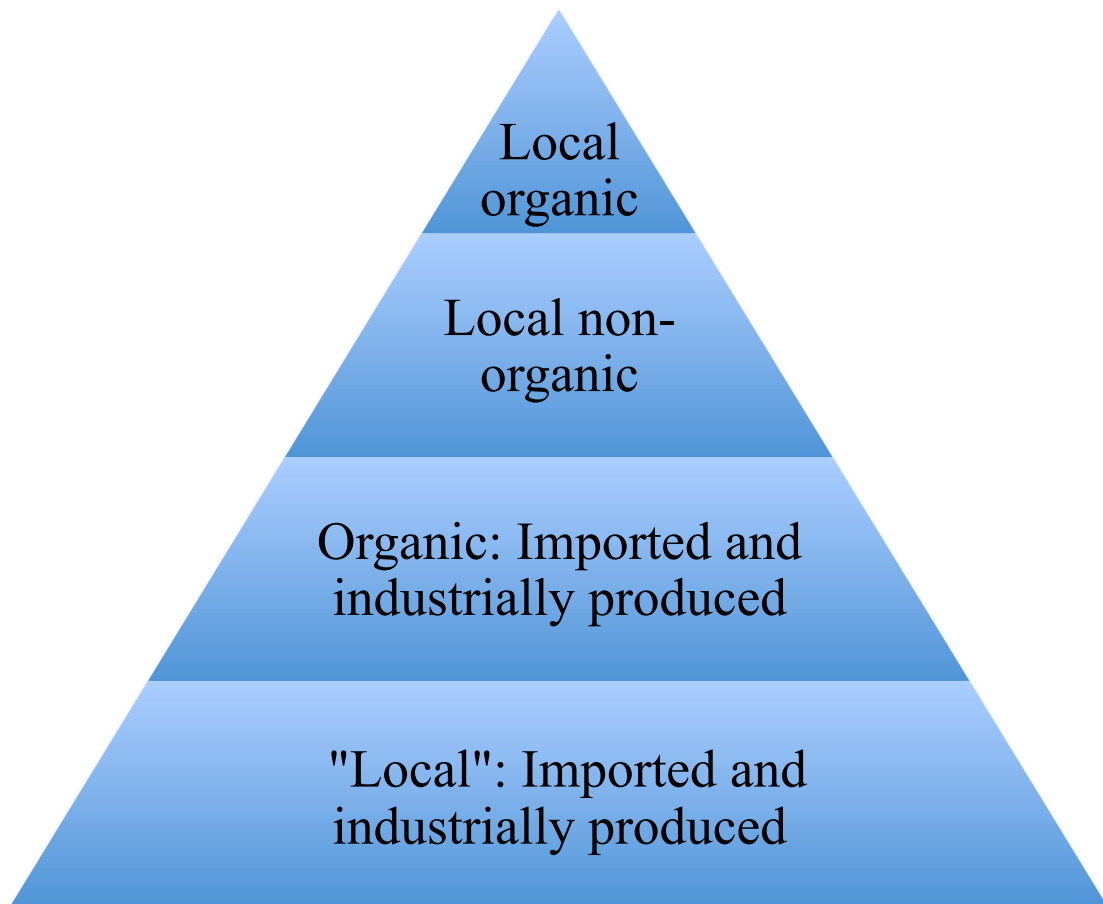 Local
organic
Local non-
organic
Organic: Imported and
industrially produced
"Local": Imported and
industrially produced